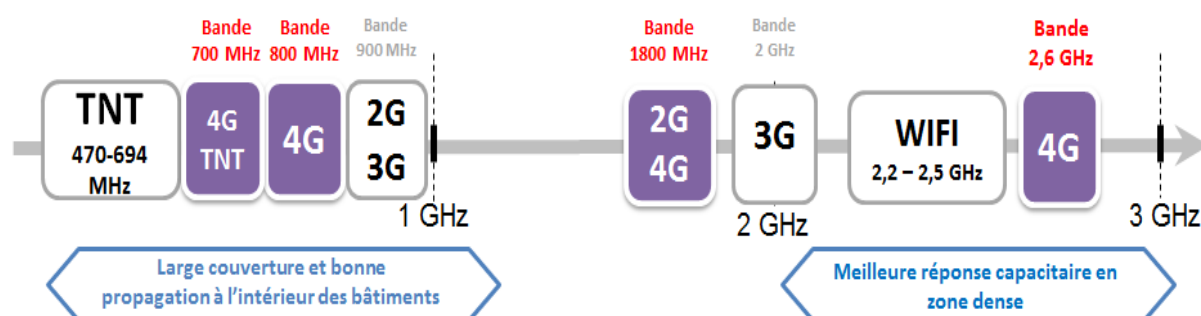 Bande
700 MHz
Bande
800 MHz
Bande
900 MHz
Bande
1800 MHz
Bande
2 GHz
Bande
2,6 GHz
TNT
470-694
MHz
4G
TNT
4G
2G
3G
2G
4G
3G
WIFI
2,2 – 2,5 GHz
4G
1 GHz
2 GHz
3 GHz
Large couverture et bonne
propagation à l'intérieur des bâtiments
Meilleure réponse capacitaire en
zone dense